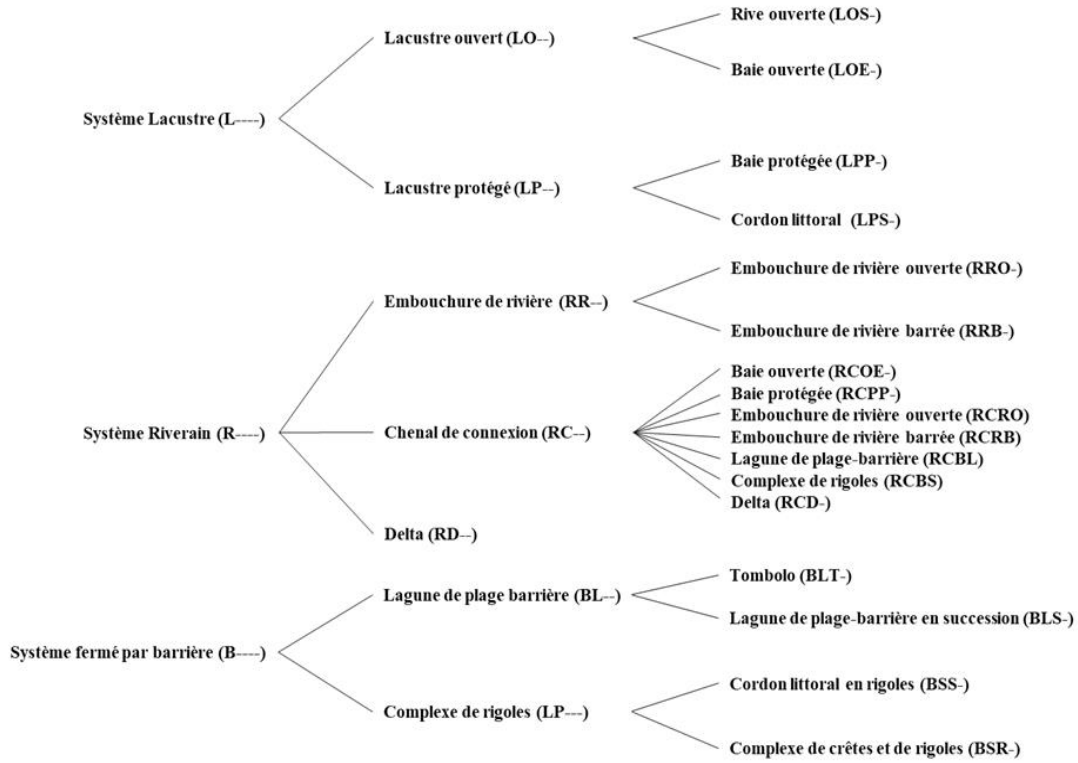 Rive ouverte (LOS-)
Lacustre ouvert (LO--)
Baie ouverte (LOE-)
Système Lacustre (L----)
Baie protégée (LPP-)
Lacustre protégé (LP--)
Cordon littoral (LPS-)
Embouchure de rivière ouverte (RRO-)
Embouchure de rivière (RR--)
Embouchure de rivière barrée (RRB-)
Baie ouverte (RCOE-)
Baie protégée (RCPP-)
Embouchure de rivière ouverte (RCRO)
Système Riverain (R----)
Chenal de connexion (RC--)
Embouchure de rivière barrée (RCRB)
Lagune de plage-barrière (RCBL)
Complexe de rigoles (RCBS)
Delta (RCD-)
Delta (RD--)
Tombolo (BLT-)
Lagune de plage barrière (BL--)
Lagune de plage-barrière en succession (BLS-)
Système fermé par barrière (B----)
Cordon littoral en rigoles (BSS-)
Complexe de rigoles (LP---)
Complexe de crêtes et de rigoles (BSR-)